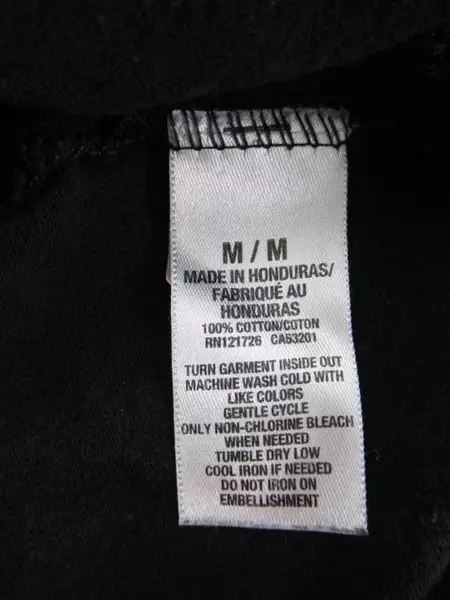 M / M
MADE IN HONDURAS/
FABRIQUÉ AU
HONDURAS
100% COTTON/COTON
RN121726 CA53201
TURN GARMENT INSIDE OUT
MACHINE WASH COLD WITH
LIKE COLORS
GENTLE CYCLE
ONLY NON-CHLORINE BLEACH
WHEN NEEDED
TUMBLE DRY LOW
COOL IRON IF NEEDED
DO NOT IRON ON
EMBELLISHMENT